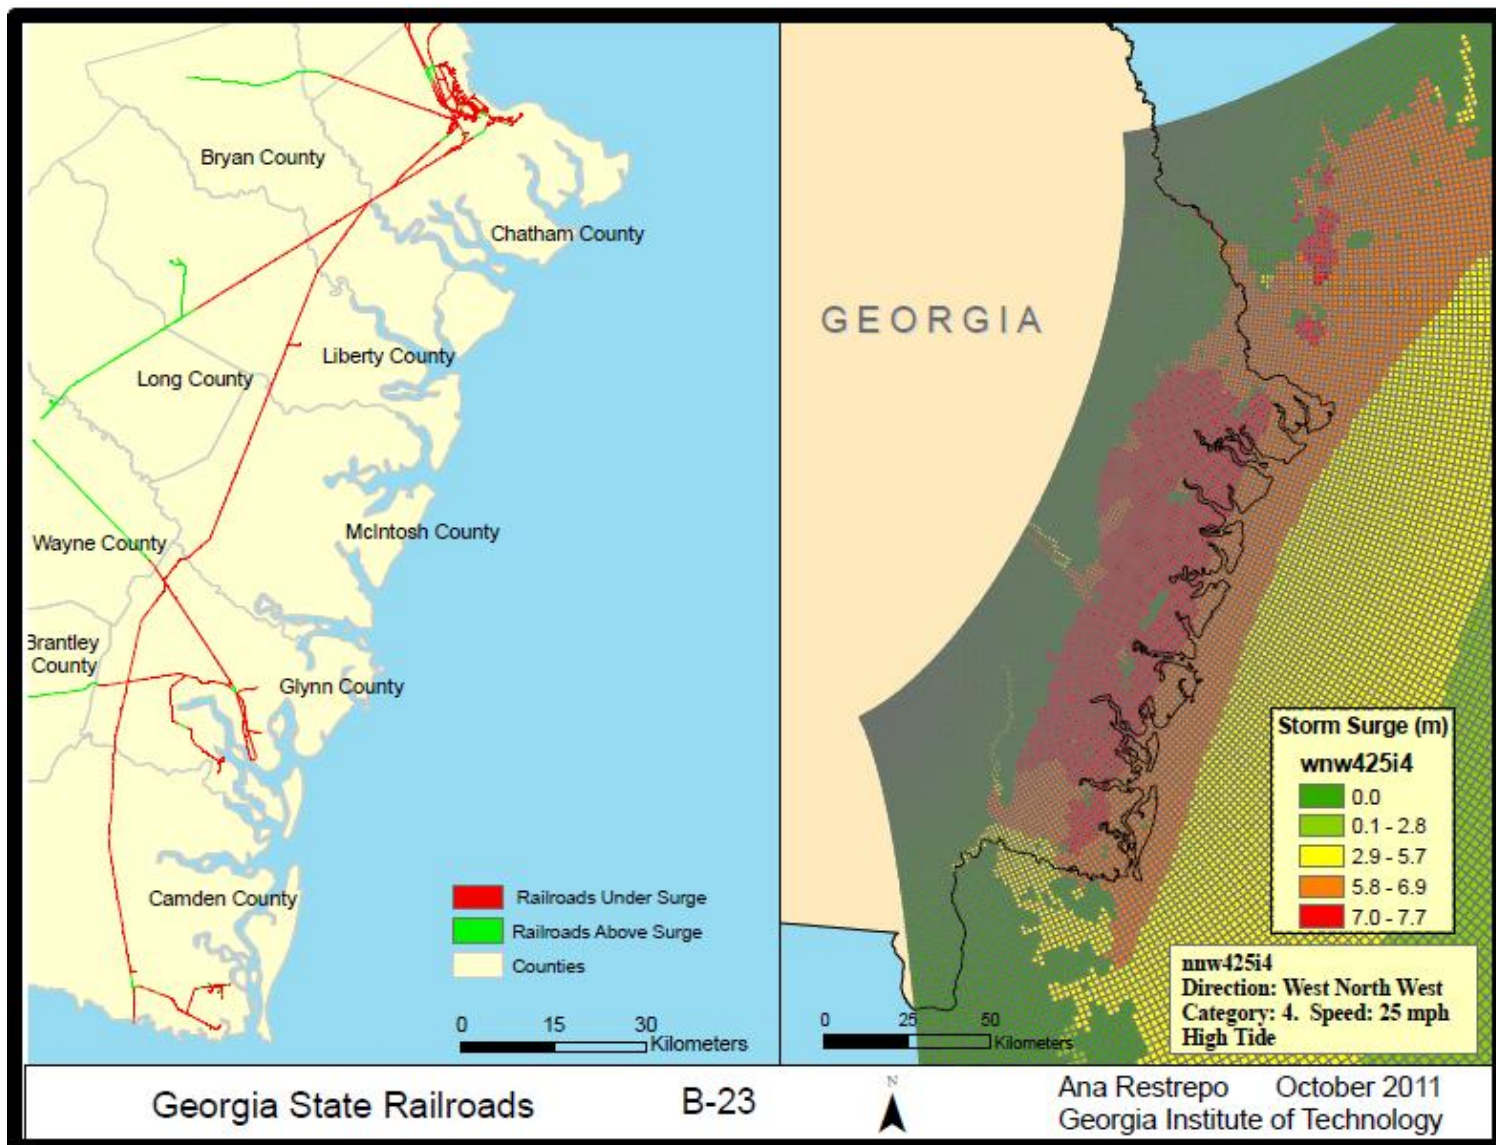 Bryan County
Chatham County
Liberty County
Long County
McIntosh County
Wayne County
Brantley
County
Glynn County
Camden County
Railroads Under Surge
Railroads Above Surge
Counties
0 15 30
Kilometers
GEORGIA
Storm Surge (m)
wnw425i4
0.0
0.1 - 2.8
2.9 - 5.7
5.8 - 6.9
7.0 - 7.7
nnw425i4
Direction: West North West
Category: 4. Speed: 25 mph
High Tide
0 25 50
Kilometers
Georgia State Railroads
B-23
N
Ana Restrepo October 2011
Georgia Institute of Technology